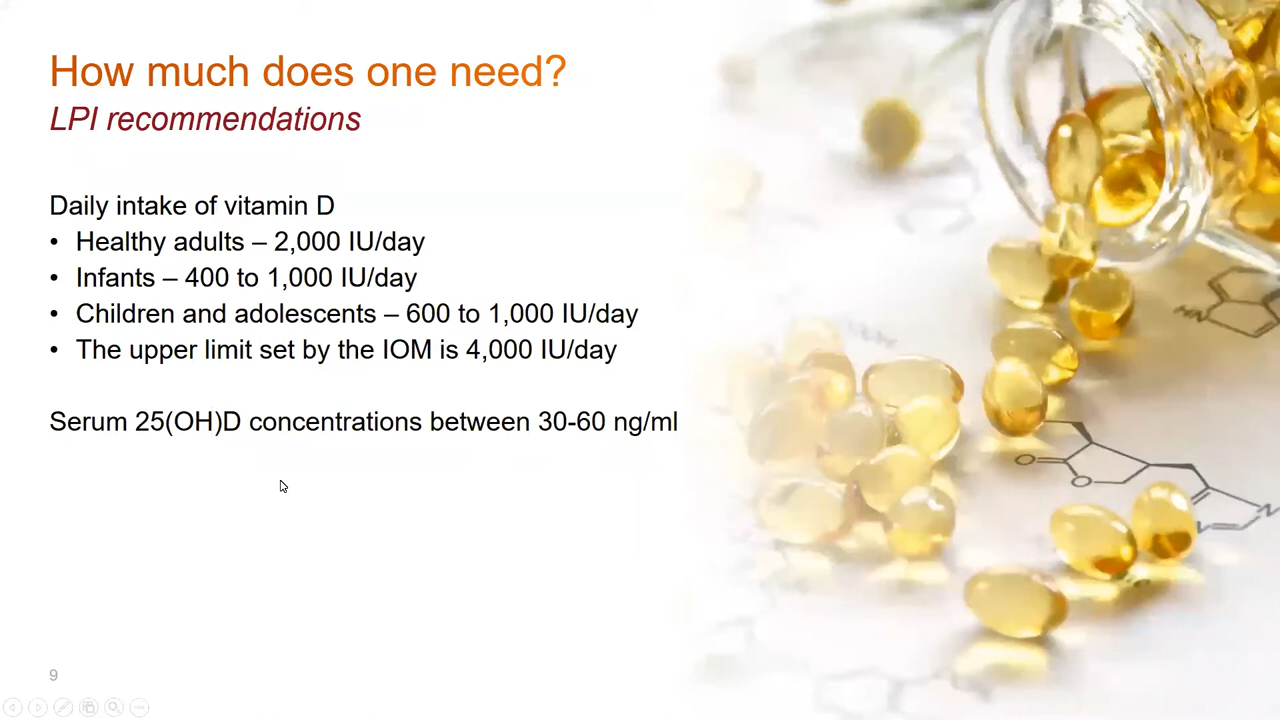 How much does one need?
LPI recommendations
Daily intake of vitamin D
• Healthy adults – 2,000 IU/day
• Infants – 400 to 1,000 IU/day
• Children and adolescents – 600 to 1,000 IU/day
• The upper limit set by the IOM is 4,000 IU/day
Serum 25(OH)D concentrations between 30-60 ng/ml
HN
O
O
N
N
9